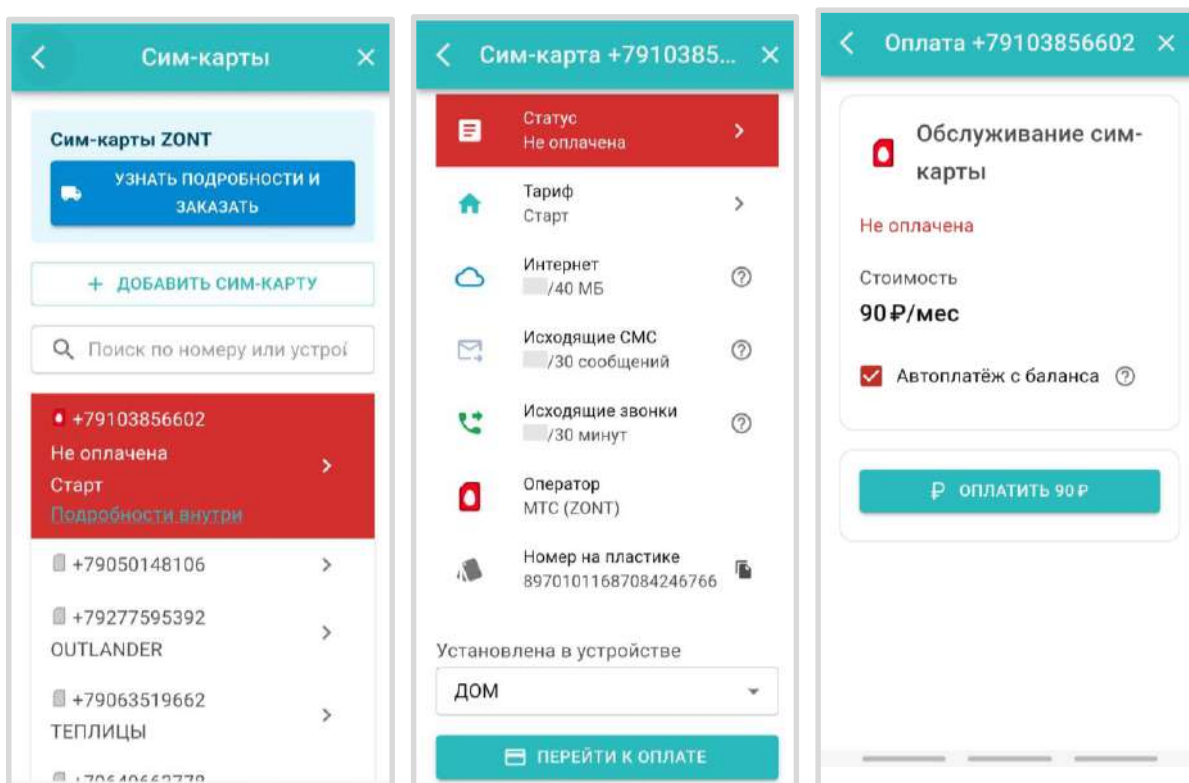 Сим-карты
Сим-карты ZONT
УЗНАТЬ ПОДРОБНОСТИ И
ЗАКАЗАТЬ
+ ДОБАВИТЬ СИМ-КАРТУ
Поиск по номеру или устрой
+79103856602
Не оплачена
Старт
Подробности внутри
+79050148106
+79277595392
OUTLANDER
+79063519662
ТЕПЛИЦЫ
Сим-карта +7910385...
Статус
Не оплачена
Тариф
Старт
Интернет
/40 МБ
Исходящие СМС
/30 сообщений
Исходящие звонки
/30 минут
Оператор
МТС (ZONT)
Номер на пластике
89701011687084246766
Установлена в устройстве
ДОМ
ПЕРЕЙТИ К ОПЛАТЕ
Оплата +79103856602
Обслуживание сим-
карты
Не оплачена
Стоимость
90 ₽/мес
Автоплатёж с баланса
₽ ОПЛАТИТЬ 90 ₽